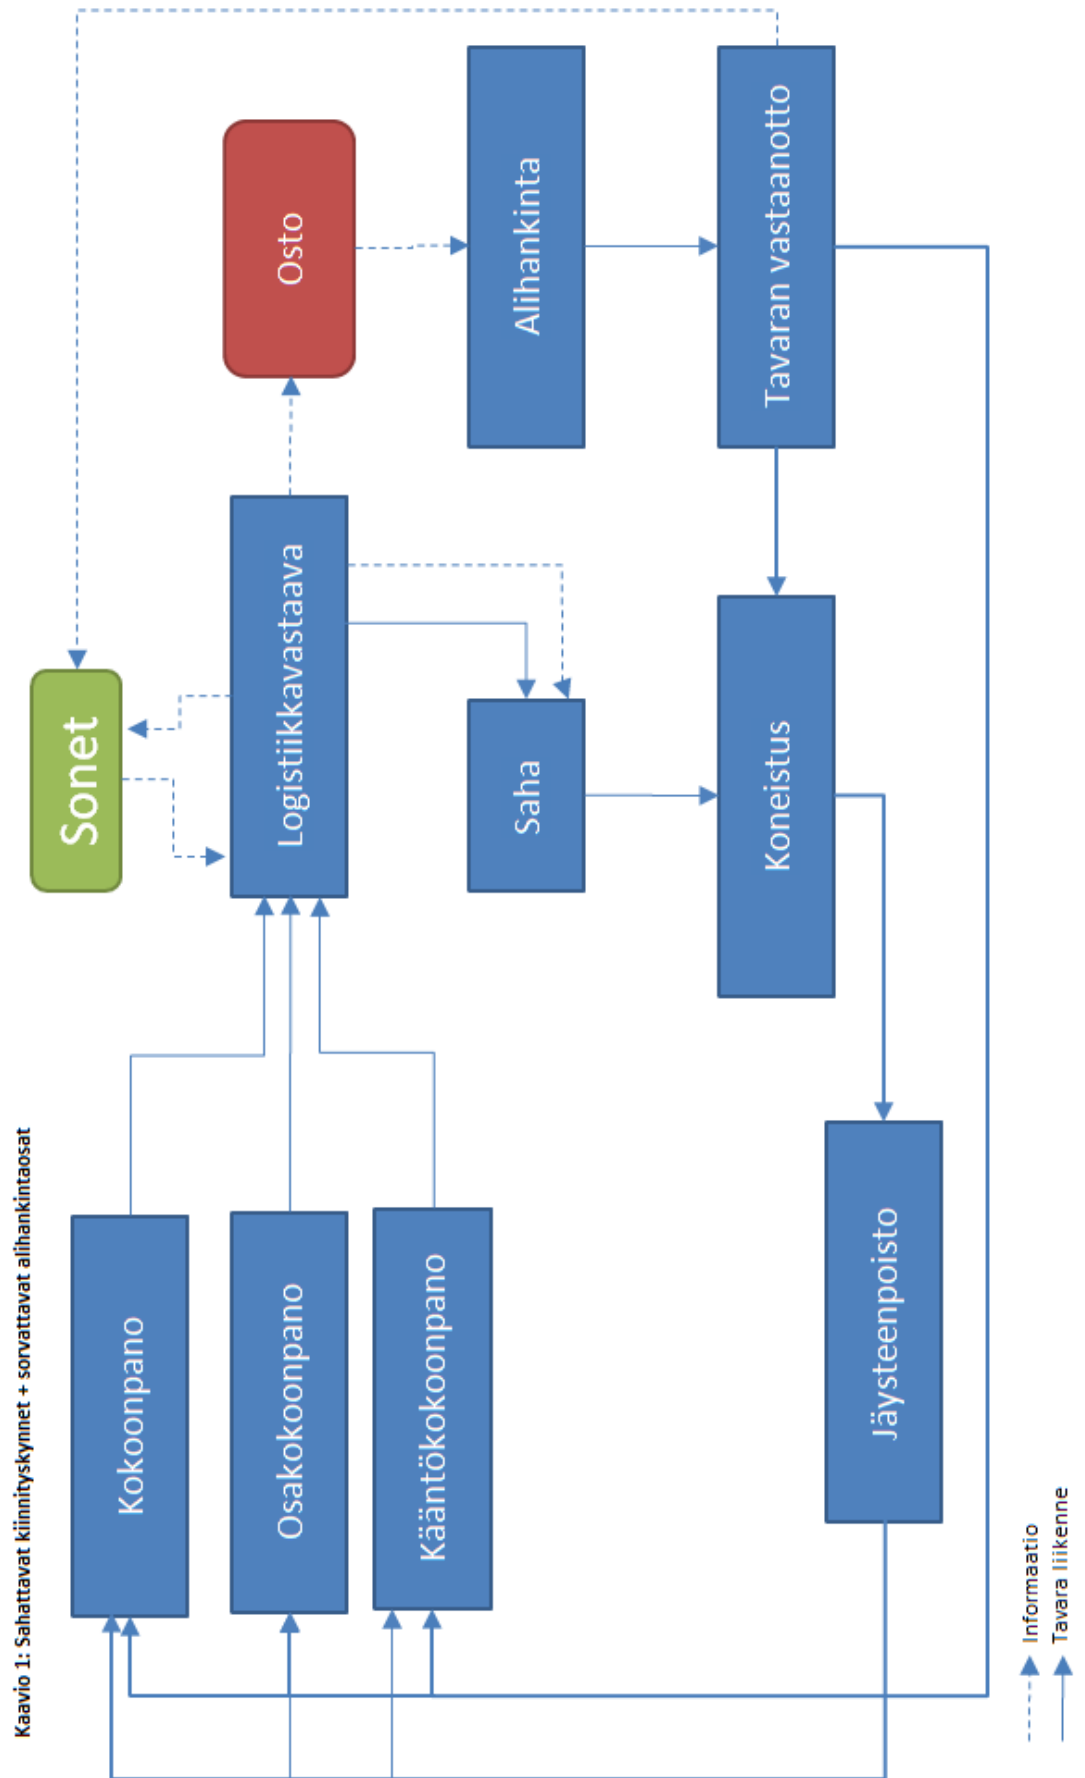 Kaavio 1: Sahattavat kiinnityskynnet + sorvattavat alihankintaosat
Kokoonpano
Osakokoonpano
Kääntökokoonpano
Sonet
Logistiikkavastaava
Osto
Saha
Alihankinta
Jäysteenpoisto
Koneistus
Tavaran vastaanotto
Informaatio
Tavara liikenne